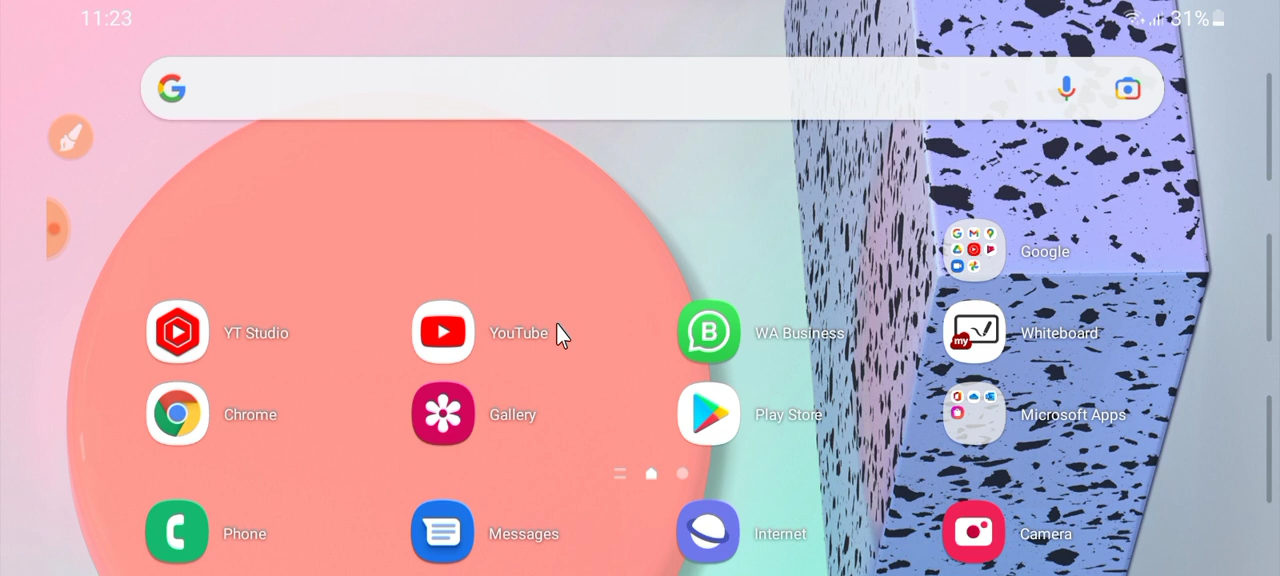 11:23 31%
Google
YT Studio YouTube WA Business Whiteboard
my
Chrome Gallery Play Store Microsoft Apps
Phone Messages Internet Camera